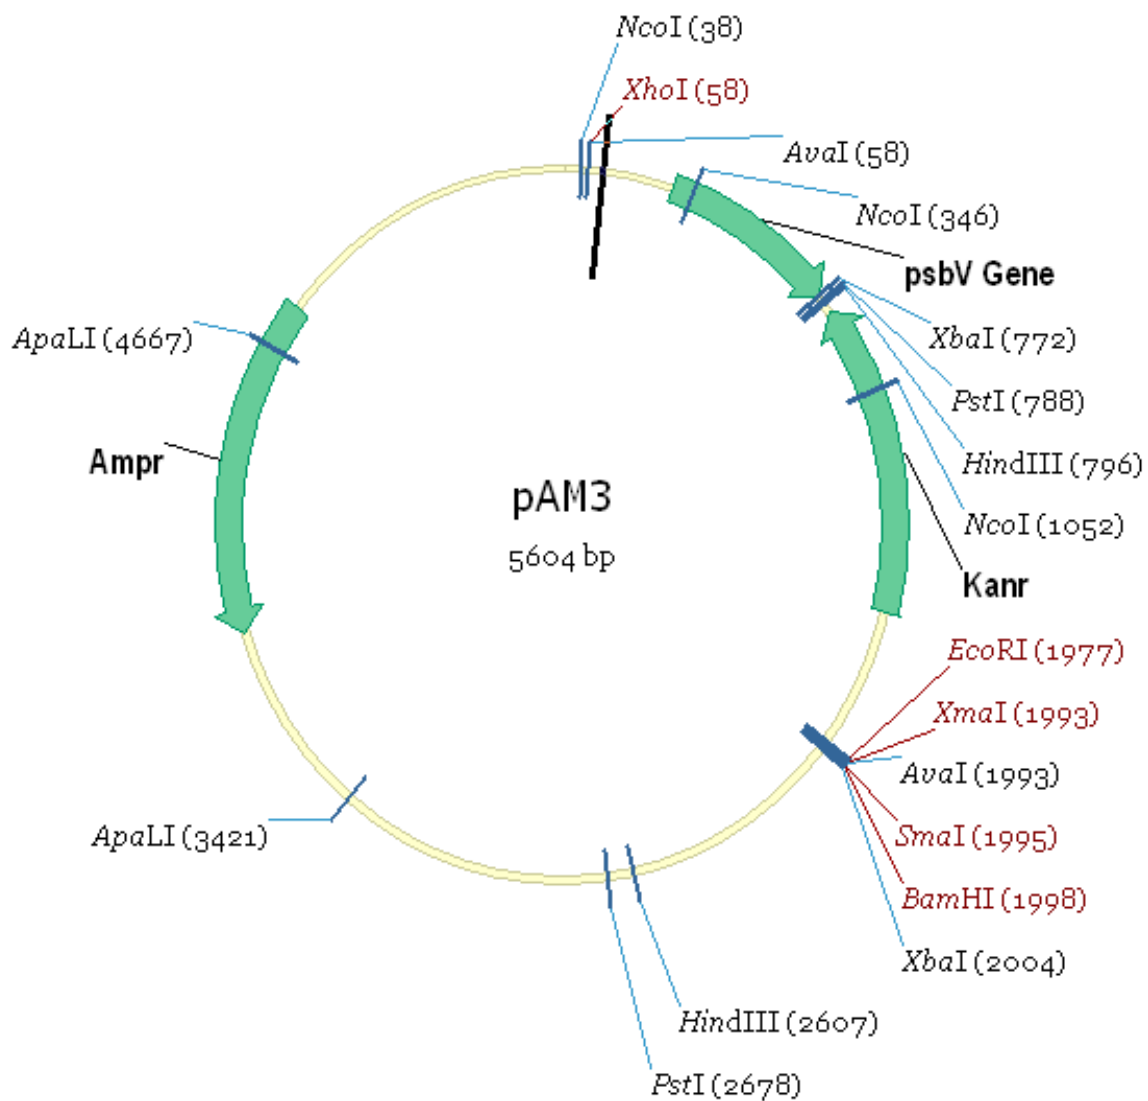 NcoI (38)
XhoI (58)
AvaI (58)
NcoI (346)
psbV Gene
XbaI (772)
PstI (788)
HindIII (796)
NcoI (1052)
Kanr
EcoRI (1977)
XmaI (1993)
AvaI (1993)
SmaI (1995)
BamHI (1998)
XbaI (2004)
HindIII (2607)
PstI (2678)
ApaLI (3421)
Ampr
ApaLI (4667)
pAM3
5604 bp